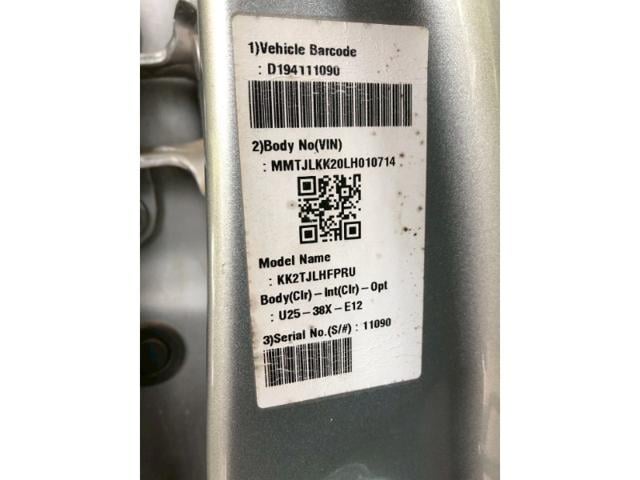 1)Vehicle Barcode
: D194111090
2)Body No(VIN)
: MMTJLKK20LH010714
Model Name
: KK2TJLHFPRU
Body(Clr)-Int(Clr)-Opt
: U25-38X-E12
3)Serial No.(S/#) : 11090